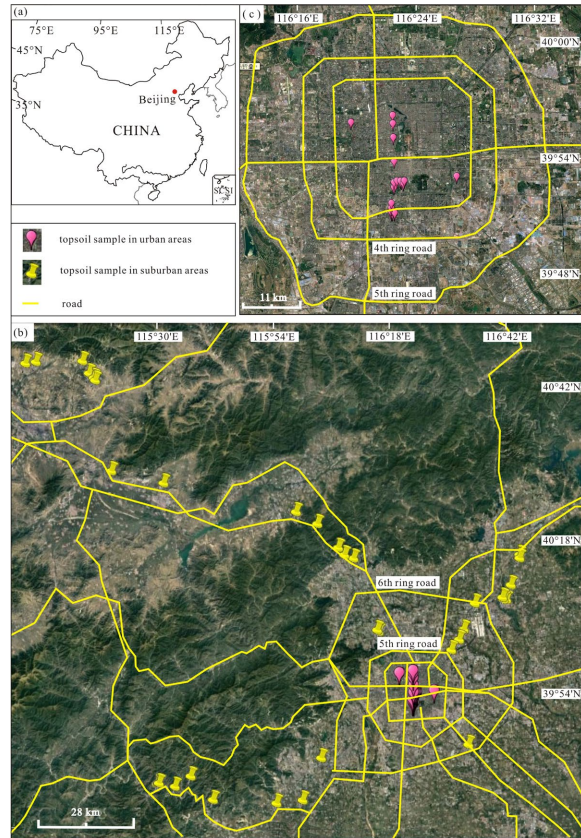 (a)
75°E
95°E
115°E
45°N
35°N
Beijing
CHINA
SCSI
topsoil sample in urban areas
topsoil sample in suburban areas
road
(c)
116°16'E
116°24'E
116°32'E
40°00'N
39°54'N
39°48'N
4th ring road
5th ring road
11 km
(b)
115°30'E
115°54'E
116°18'E
116°42'E
40°42'N
40°18'N
39°54'N
6th ring road
5th ring road
28 km